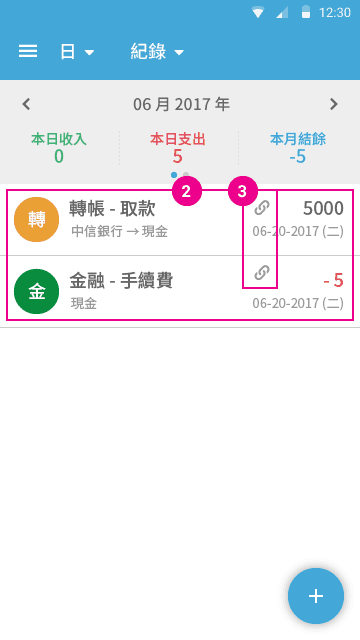 12:30
日 紀錄
06 月 2017 年
本日收入 本日支出 本月結餘
0 5 -5
2 3
轉 轉帳 - 取款 5000
中信銀行 → 現金 06-20-2017 (二)
金 金融 - 手續費 - 5
現金 06-20-2017 (二)
+